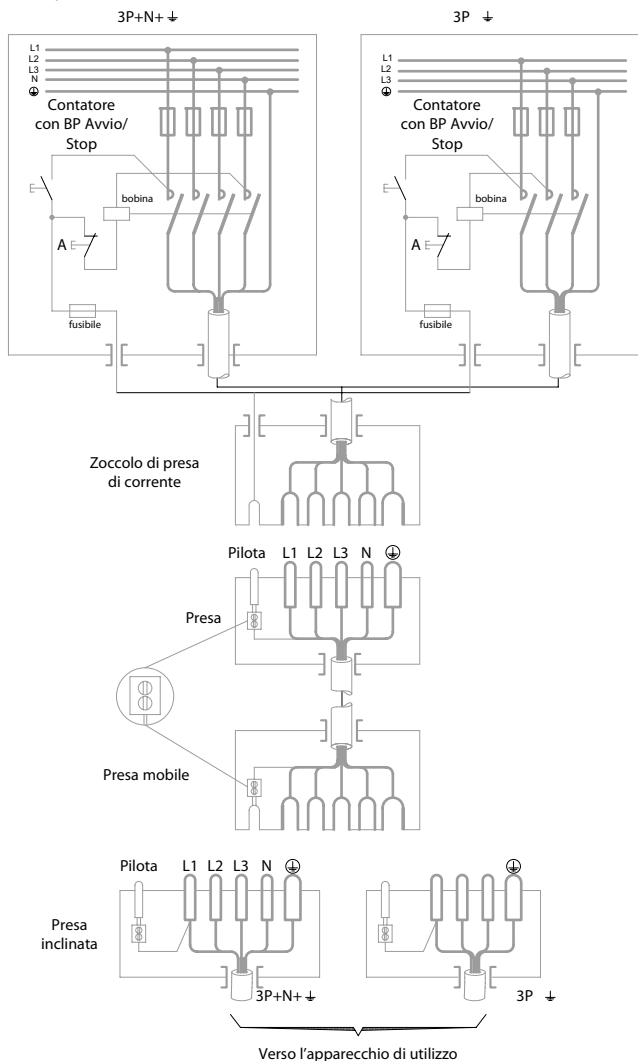 3P+N+ ⏚
3P ⏚
L1
L2
L3
N
L1
L2
L3
N
Contatore
con BP Avvio/
Stop
Contatore
con BP Avvio/
Stop
bobina
bobina
A
A
fusibile
fusibile
Zoccolo di presa
di corrente
Pilota L1 L2 L3 N
Presa
Presa mobile
Pilota L1 L2 L3 N
Presa
inclinata
3P+N+ ⏚
3P ⏚
Verso l'apparecchio di utilizzo